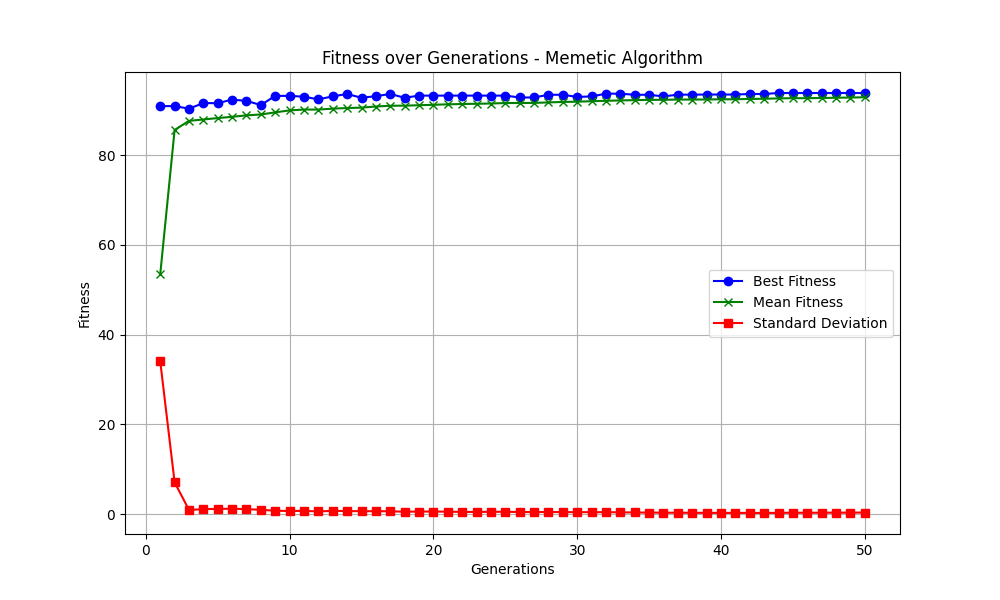 Fitness over Generations - Memetic Algorithm
80
60
40
20
0
Fitness
Best Fitness
Mean Fitness
Standard Deviation
0 10 20 30 40 50
Generations